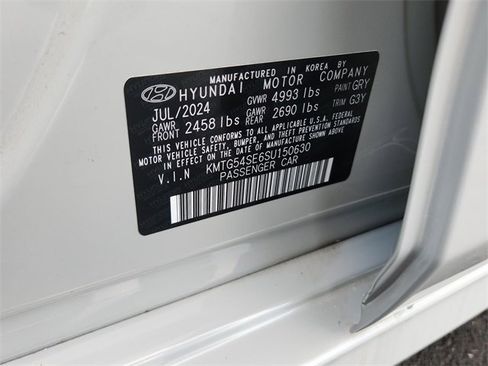 MANUFACTURED IN KOREA BY
HYUNDAI MOTOR COMPANY
JUL/2024 GVWR 4993 lbs PAINT GRY
GAWR FRONT 2458 lbs GAWR REAR 2690 lbs TRIM G3Y
THIS VEHICLE CONFORMS TO ALL APPLICABLE U.S.A. FEDERAL
MOTOR VEHICLE SAFETY, BUMPER, AND THEFT PREVENTION STANDARDS
IN EFFECT ON THE DATE OF MANUFACTURE SHOWN ABOVE.
V.I.N KMTG54SE6SU150630
PASSENGER CAR